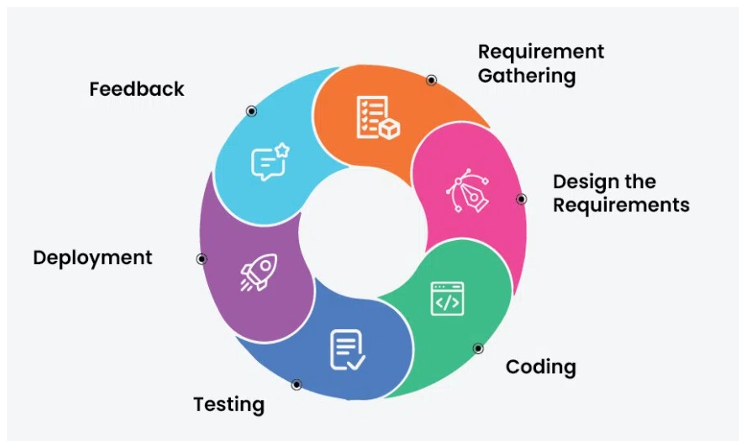 Requirement
Gathering
Design the
Requirements
Coding
Testing
Deployment
Feedback